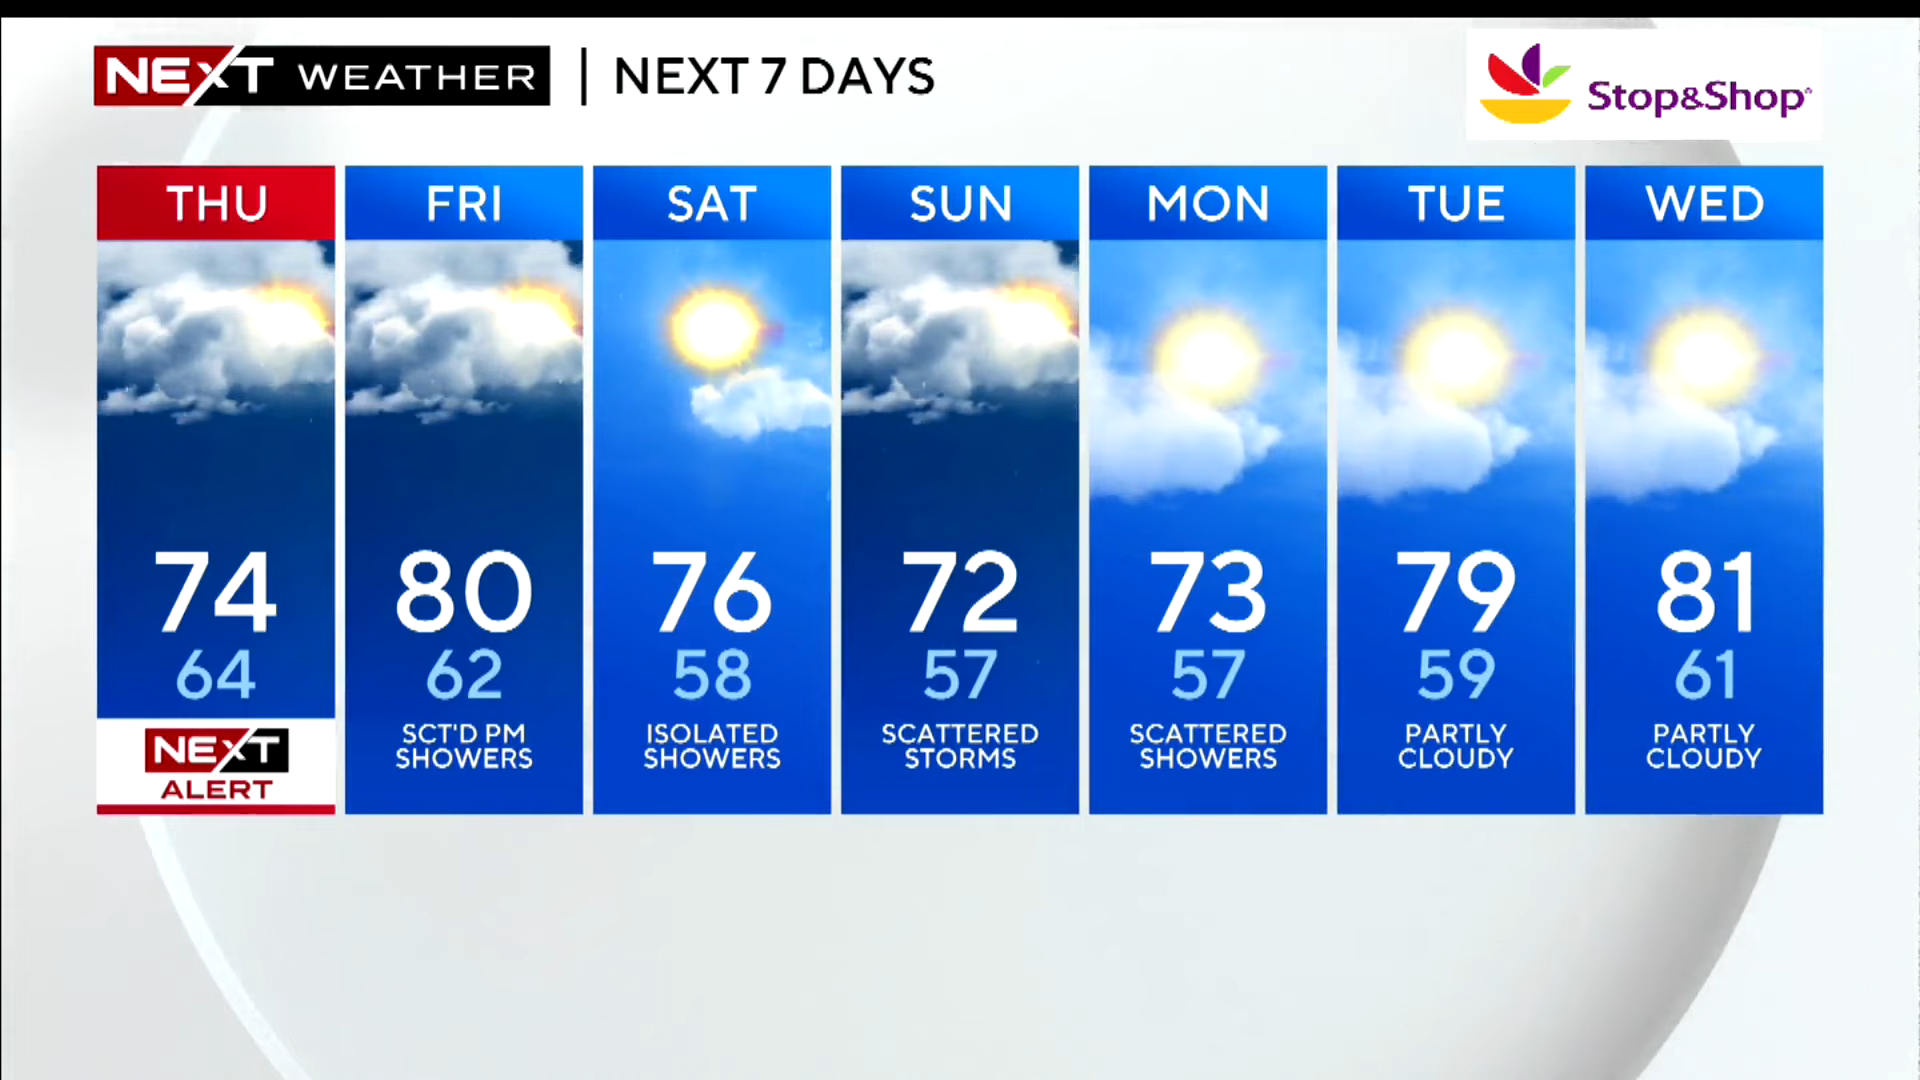 NEXT WEATHER | NEXT 7 DAYS
Stop&Shop®
THU
74
64
NEXT
ALERT
FRI
80
62
SCT'D PM
SHOWERS
SAT
76
58
ISOLATED
SHOWERS
SUN
72
57
SCATTERED
STORMS
MON
73
57
SCATTERED
SHOWERS
TUE
79
59
PARTLY
CLOUDY
WED
81
61
PARTLY
CLOUDY